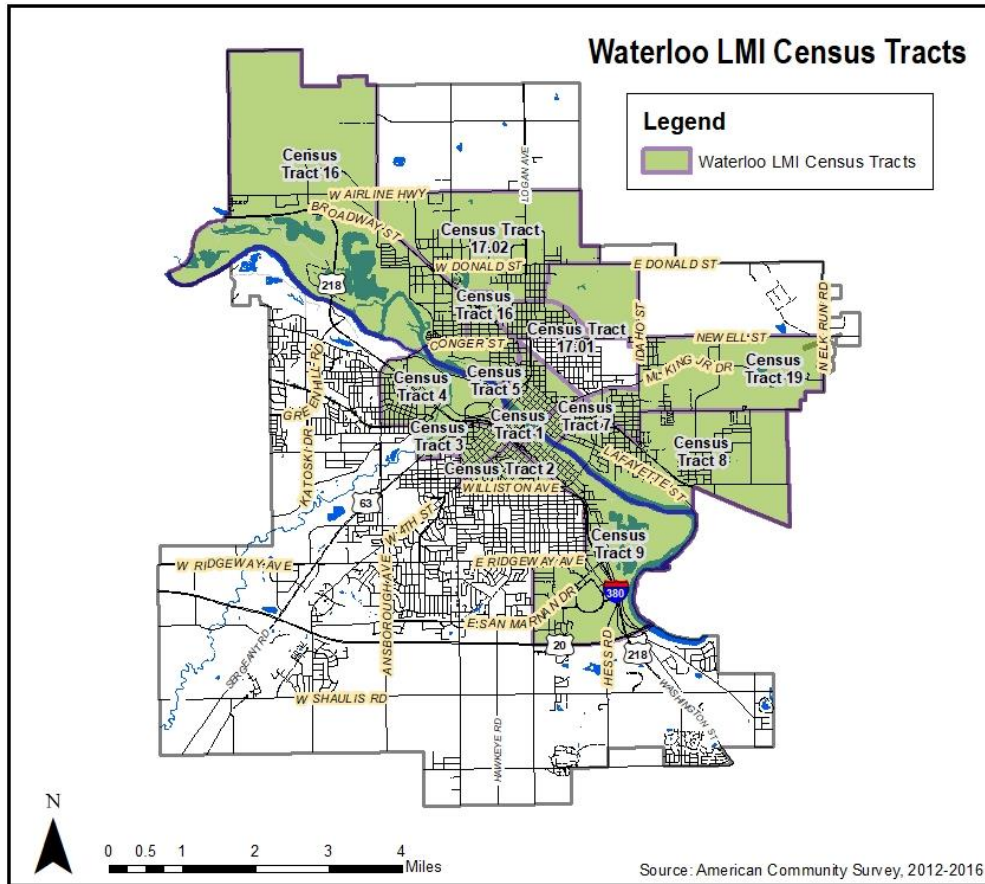 Waterloo LMI Census Tracts
Legend
Waterloo LMI Census Tracts
Census
Tract 16
LOGAN AVE
W AIRLINE HWY
BROADWAY ST
Census Tract
17.02
W DONALD ST
E DONALD ST
218
Census
Tract 16
Census Tract
17.01
IDAHO ST
NEWELL ST
N ELK RUN RD
CONGER ST
M L KING JR DR
Census
Tract 19
GREENHILL RD
Census
Tract 4
Census
Tract 5
Census
Tract 7
KATOSKI DR
Census
Tract 3
Census
Tract 1
Census
Tract 8
Census Tract 2
LAFAYETTE ST
WILLISTON AVE
63
W 4TH ST
Census
Tract 9
W RIDGEWAY AVE
E RIDGEWAY AVE
ANSBOROUGH AVE
380
E SAN MARNAN DR
SERGEANT RD
20
HESS RD
218
W SHAULIS RD
WASHINGTON ST
HAWKEYE RD
N
0 0.5 1 2 3 4
Miles
Source: American Community Survey, 2012-2016